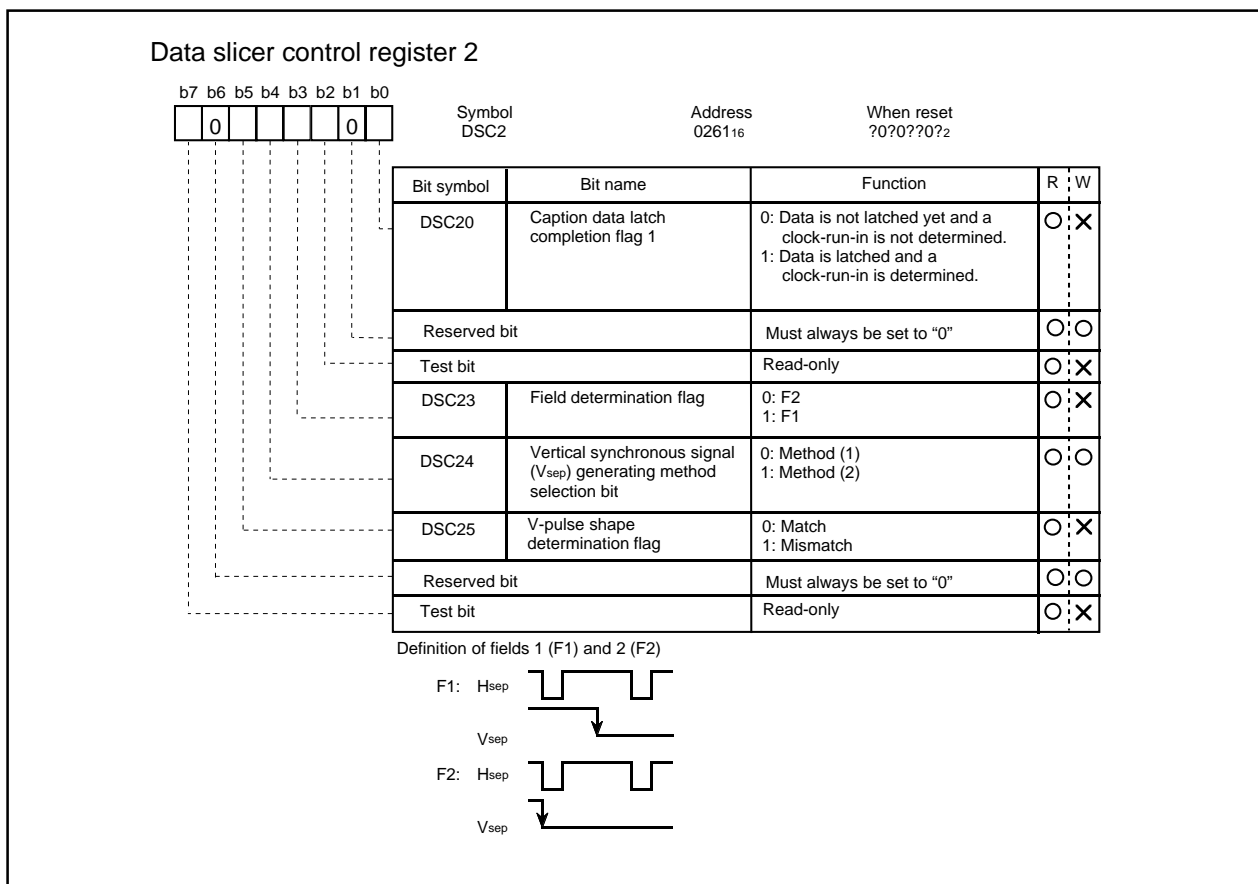 Data slicer control register 2
b7 b6 b5 b4 b3 b2 b1 b0
0 0
Symbol Address When reset
DSC2 026116 ?0?0??0?2
Bit symbol Bit name Function R W
DSC20 Caption data latch completion flag 1
0: Data is not latched yet and a
clock-run-in is not determined.
1: Data is latched and a
clock-run-in is determined.
Reserved bit Must always be set to “0”
Test bit Read-only
DSC23 Field determination flag
0: F2
1: F1
DSC24
Vertical synchronous signal
(Vsep) generating method
selection bit
0: Method (1)
1: Method (2)
DSC25
V-pulse shape
determination flag
0: Match
1: Mismatch
Reserved bit Must always be set to “0”
Test bit Read-only
Definition of fields 1 (F1) and 2 (F2)
F1: Hsep
Vsep
F2: Hsep
Vsep